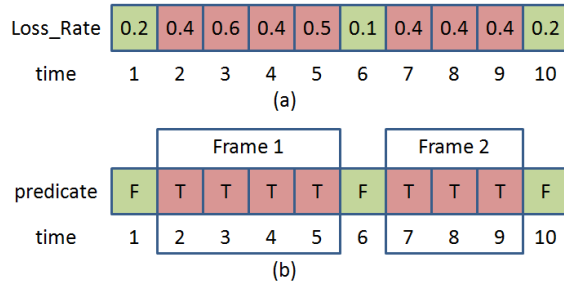 Loss_Rate 0.2 0.4 0.6 0.4 0.5 0.1 0.4 0.4 0.4 0.2
time 1 2 3 4 5 6 7 8 9 10
(a)
Frame 1 Frame 2
predicate F T T T T F T T T F
time 1 2 3 4 5 6 7 8 9 10
(b)